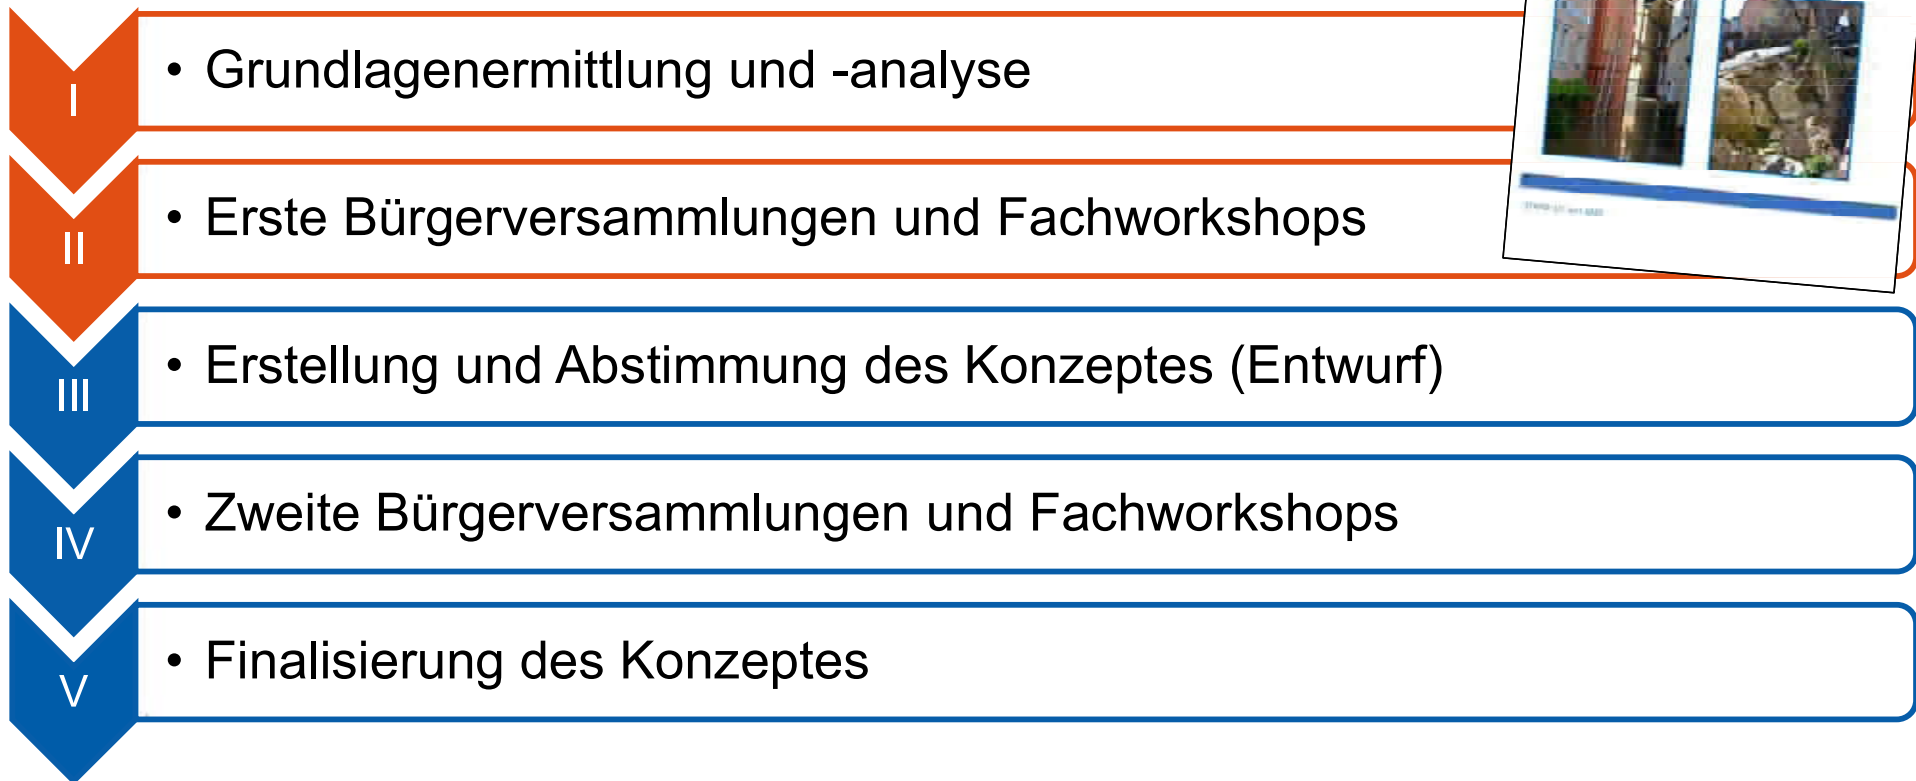 I
• Grundlagenermittlung und -analyse
II
• Erste Bürgerversammlungen und Fachworkshops
III
• Erstellung und Abstimmung des Konzeptes (Entwurf)
IV
• Zweite Bürgerversammlungen und Fachworkshops
V
• Finalisierung des Konzeptes